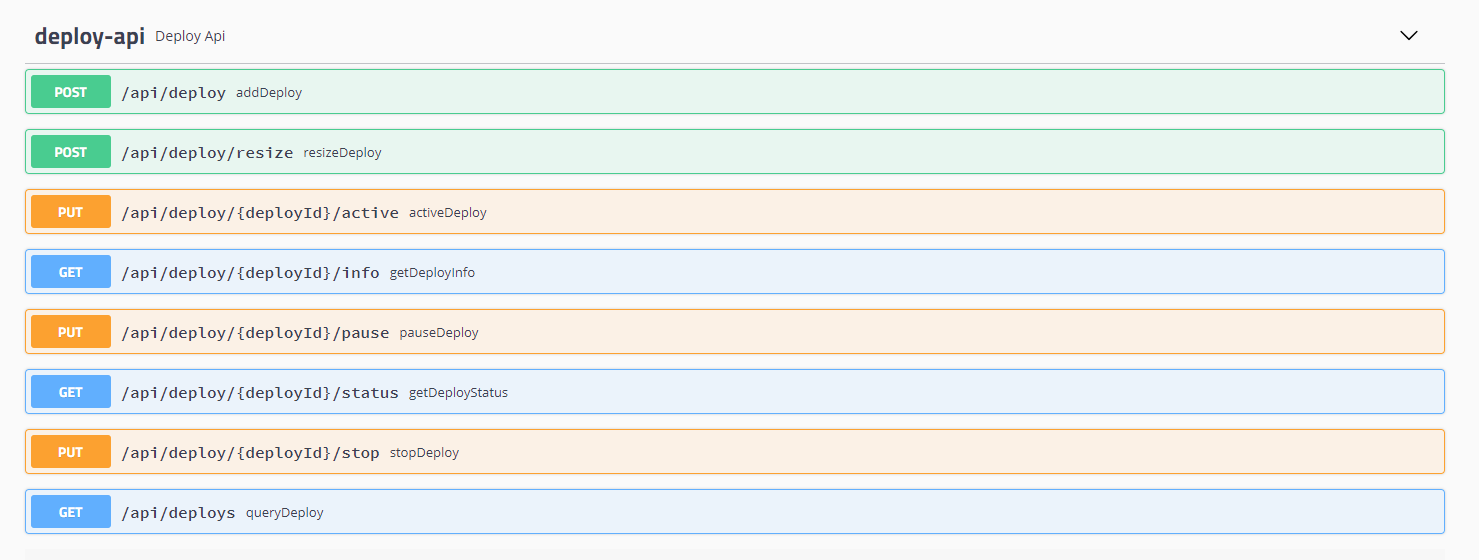 deploy-api Deploy Api
POST /api/deploy addDeploy
POST /api/deploy/resize resizeDeploy
PUT /api/deploy/{deployId}/active activeDeploy
GET /api/deploy/{deployId}/info getDeployInfo
PUT /api/deploy/{deployId}/pause pauseDeploy
GET /api/deploy/{deployId}/status getDeployStatus
PUT /api/deploy/{deployId}/stop stopDeploy
GET /api/deploys queryDeploy